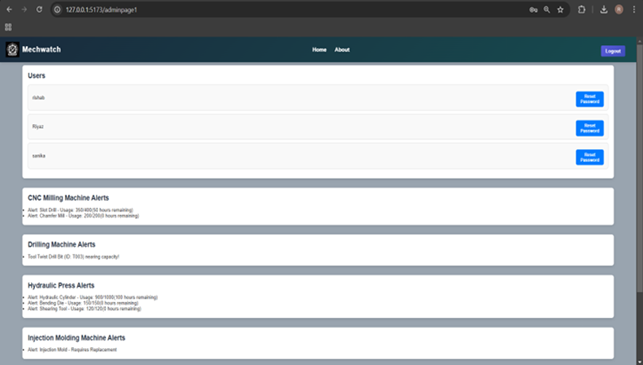 127.0.0.1:5173/adminpage1
Mechwatch
Home
About
Logout
Users
rishab
Reset
Password
Riyaz
Reset
Password
sanika
Reset
Password
CNC Milling Machine Alerts
Alert: Slot Drill - Usage: 350/400(50 hours remaining)
Alert: Chamfer Mill - Usage: 200/200(0 hours remaining)
Drilling Machine Alerts
Tool Twist Drill Bit (ID: T003) nearing capacity!
Hydraulic Press Alerts
Alert: Hydraulic Cylinder - Usage: 900/1000(100 hours remaining)
Alert: Bending Die - Usage: 150/150(0 hours remaining)
Alert: Shearing Tool - Usage: 120/120(0 hours remaining)
Injection Molding Machine Alerts
Alert: Injection Mold - Requires Replacement